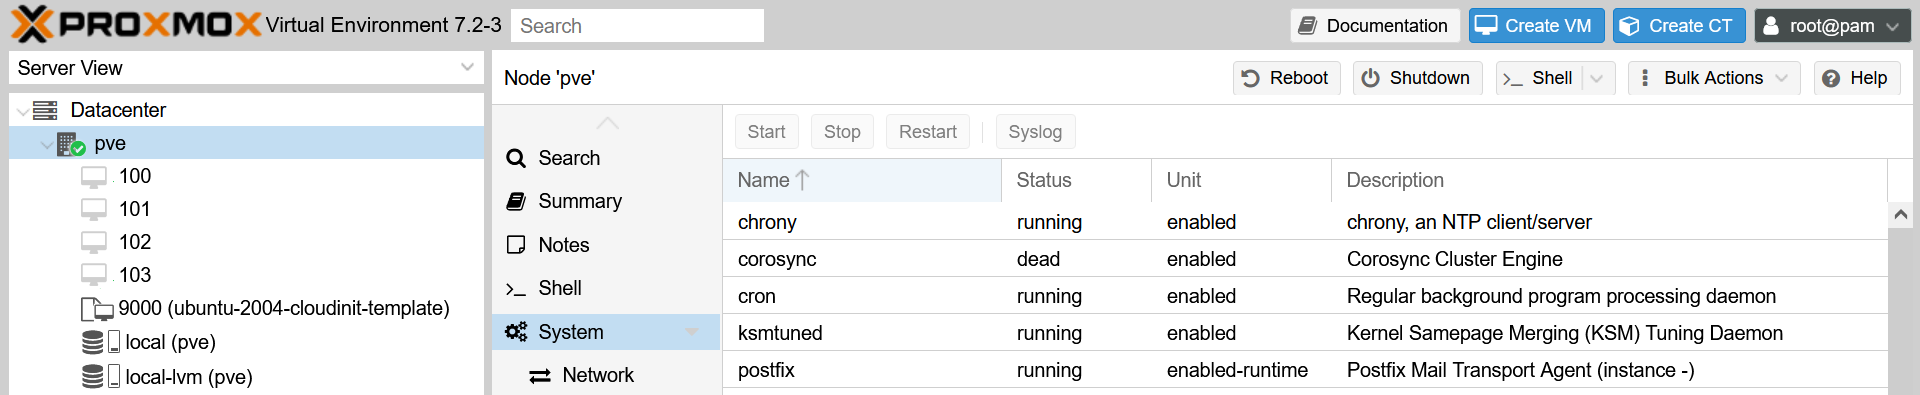 PROXMOX Virtual Environment 7.2-3 Search Documentation Create VM Create CT root@pam
Server View
Datacenter
pve
100
101
102
103
9000 (ubuntu-2004-cloudinit-template)
local (pve)
local-lvm (pve)
Node 'pve' Reboot Shutdown Shell Bulk Actions Help
Search
Summary
Notes
Shell
System
Network
Start Stop Restart Syslog
Name Status Unit Description
chrony running enabled chrony, an NTP client/server
corosync dead enabled Corosync Cluster Engine
cron running enabled Regular background program processing daemon
ksmtuned running enabled Kernel Samepage Merging (KSM) Tuning Daemon
postfix running enabled-runtime Postfix Mail Transport Agent (instance -)